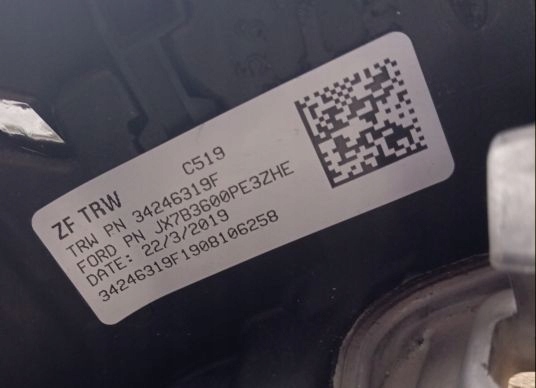 C519
ZF TRW
TRW PN 34246319F
FORD PN JX7B3600PE3ZHE
DATE: 22/3/2019
34246319F1908106258